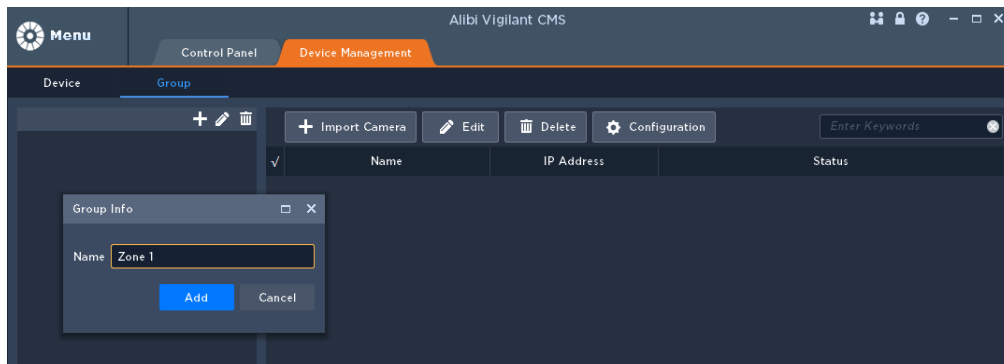 Alibi Vigilant CMS
Menu
Control Panel
Device Management
Device
Group
Import Camera
Edit
Delete
Configuration
Enter Keywords
√
Name
IP Address
Status
Group Info
Name
Zone 1
Add
Cancel